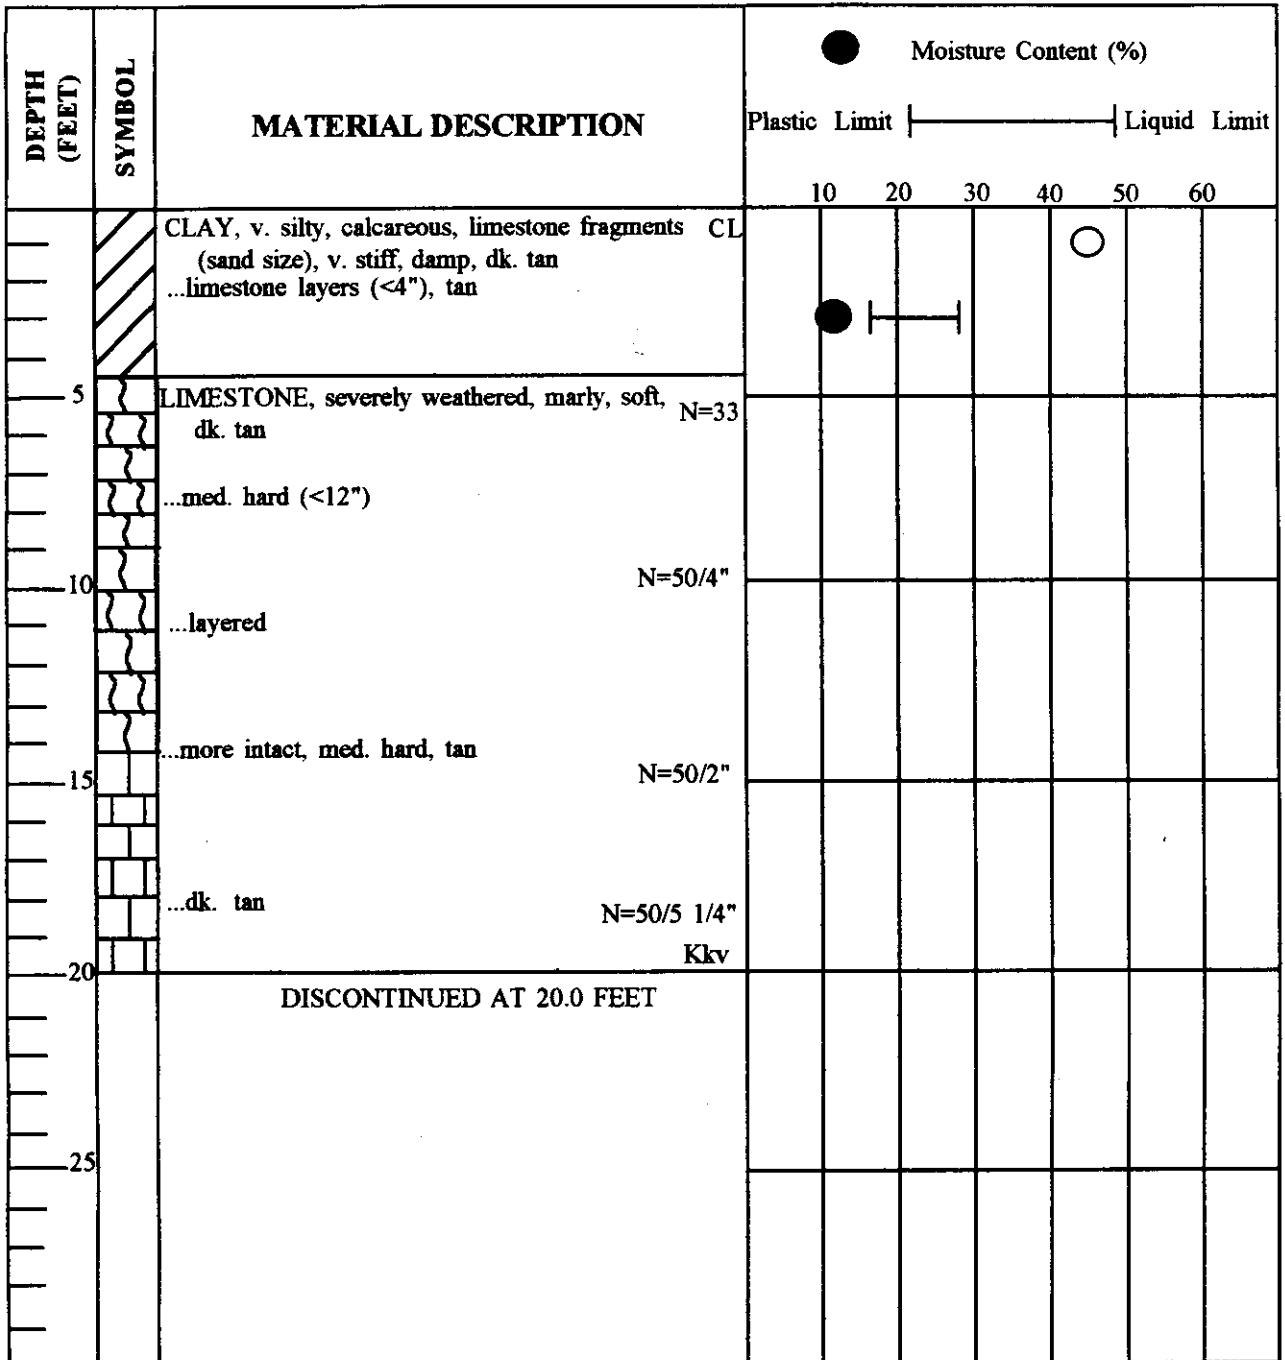 DEPTH
(FEET)
SYMBOL
MATERIAL DESCRIPTION
Moisture Content (%)
Plastic Limit Liquid Limit
10 20 30 40 50 60
CLAY, v. silty, calcareous, limestone fragments CL
(sand size), v. stiff, damp, dk. tan
...limestone layers (<4"), tan
5
LIMESTONE, severely weathered, marly, soft, N=33
dk. tan
...med. hard (<12")
10 N=50/4"
...layered
...more intact, med. hard, tan
15 N=50/2"
...dk. tan
N=50/5 1/4"
Kkv
20
DISCONTINUED AT 20.0 FEET
25